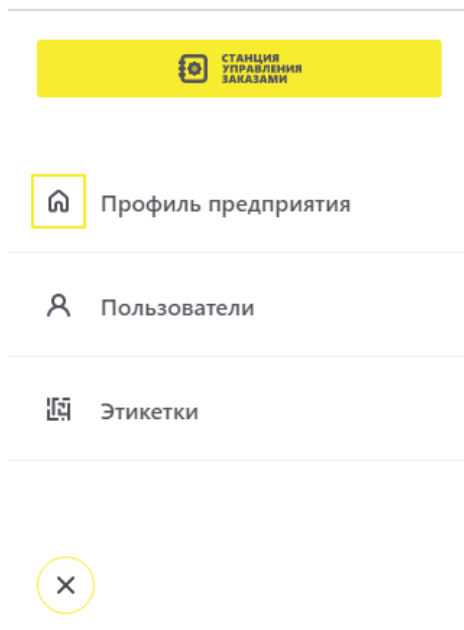 СТАНЦИЯ
УПРАВЛЕНИЯ
ЗАКАЗАМИ
Профиль предприятия
Пользователи
Этикетки